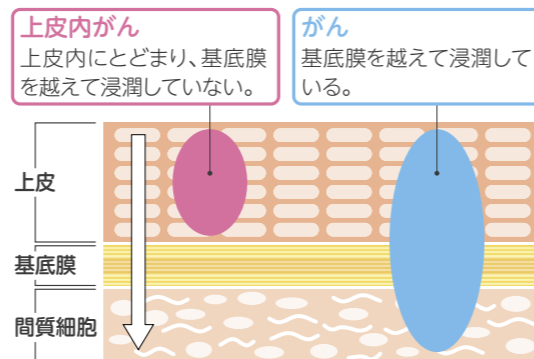 上皮内がん
上皮内にとどまり、基底膜
を越えて浸潤していない。
がん
基底膜を越えて浸潤して
いる。
上皮
基底膜
間質細胞